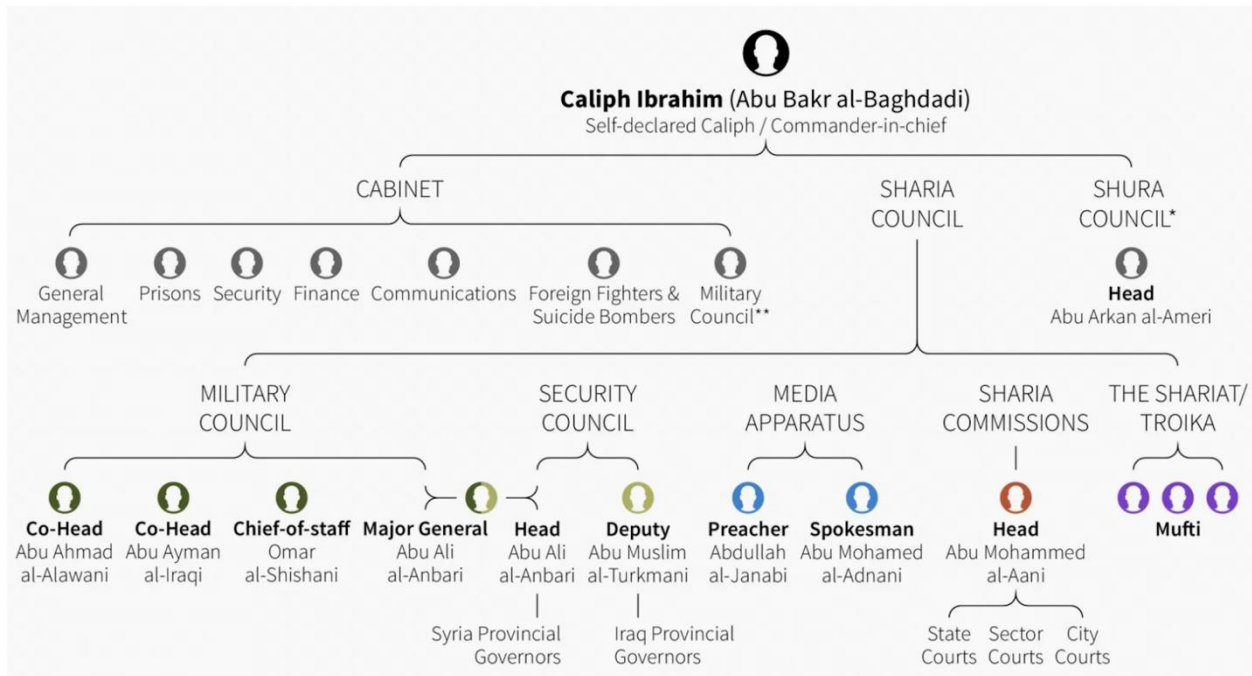 Caliph Ibrahim (Abu Bakr al-Baghdadi)
Self-declared Caliph / Commander-in-chief
CABINET
SHARIA
COUNCIL
SHURA
COUNCIL*
General
Management
Prisons
Security
Finance
Communications
Foreign Fighters &
Suicide Bombers
Military
Council**
Head
Abu Arkan al-Ameri
MILITARY
COUNCIL
SECURITY
COUNCIL
MEDIA
APPARATUS
SHARIA
COMMISSIONS
THE SHARIAT/
TROIKA
Co-Head
Abu Ahmad
al-Alawani
Co-Head
Abu Ayman
al-Iraqi
Chief-of-staff
Omar
al-Shishani
Major General
Abu Ali
al-Anbari
Head
Abu Ali
al-Anbari
Deputy
Abu Muslim
al-Turkmani
Preacher
Abdullah
al-Janabi
Spokesman
Abu Mohamed
al-Adnani
Head
Abu Mohammed
al-Aani
Mufti
Syria Provincial
Governors
Iraq Provincial
Governors
State
Courts
Sector
Courts
City
Courts